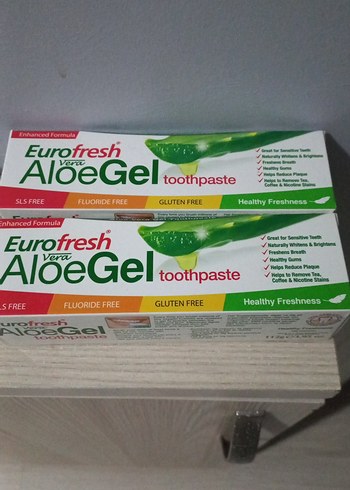 Enhanced Formula
Eurofresh®
Vera
AloeGel toothpaste
Great for Sensitive Teeth
Naturally Whitens & Brightens
Freshens Breath
Healthy Gums
Helps Reduce Plaque
Helps to Remove Tea,
Coffee & Nicotine Stains
SLS FREE FLUORIDE FREE GLUTEN FREE Healthy Freshness
Enhanced Formula
Eurofresh®
Vera
AloeGel toothpaste
Great for Sensitive Teeth
Naturally Whitens & Brightens
Freshens Breath
Healthy Gums
Helps Reduce Plaque
Helps to Remove Tea,
Coffee & Nicotine Stains
LS FREE FLUORIDE FREE GLUTEN FREE Healthy Freshness
urofresh
AloeGel
toothpaste